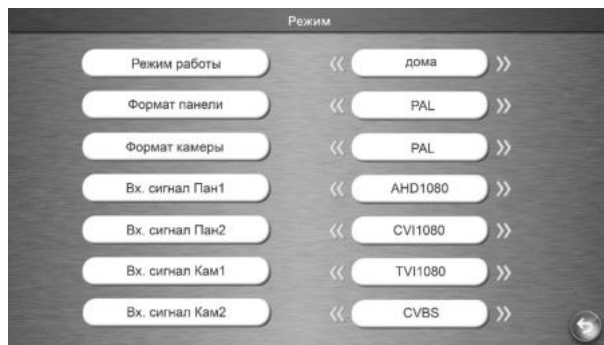 Режим
Режим работы « дома »
Формат панели « PAL »
Формат камеры « PAL »
Вх. сигнал Пан1 « AHD1080 »
Вх. сигнал Пан2 « CVI1080 »
Вх. сигнал Кам1 « TVI1080 »
Вх. сигнал Кам2 « CVBS »